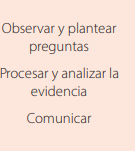 Observar y plantear
preguntas
Procesar y analizar la
evidencia
Comunicar